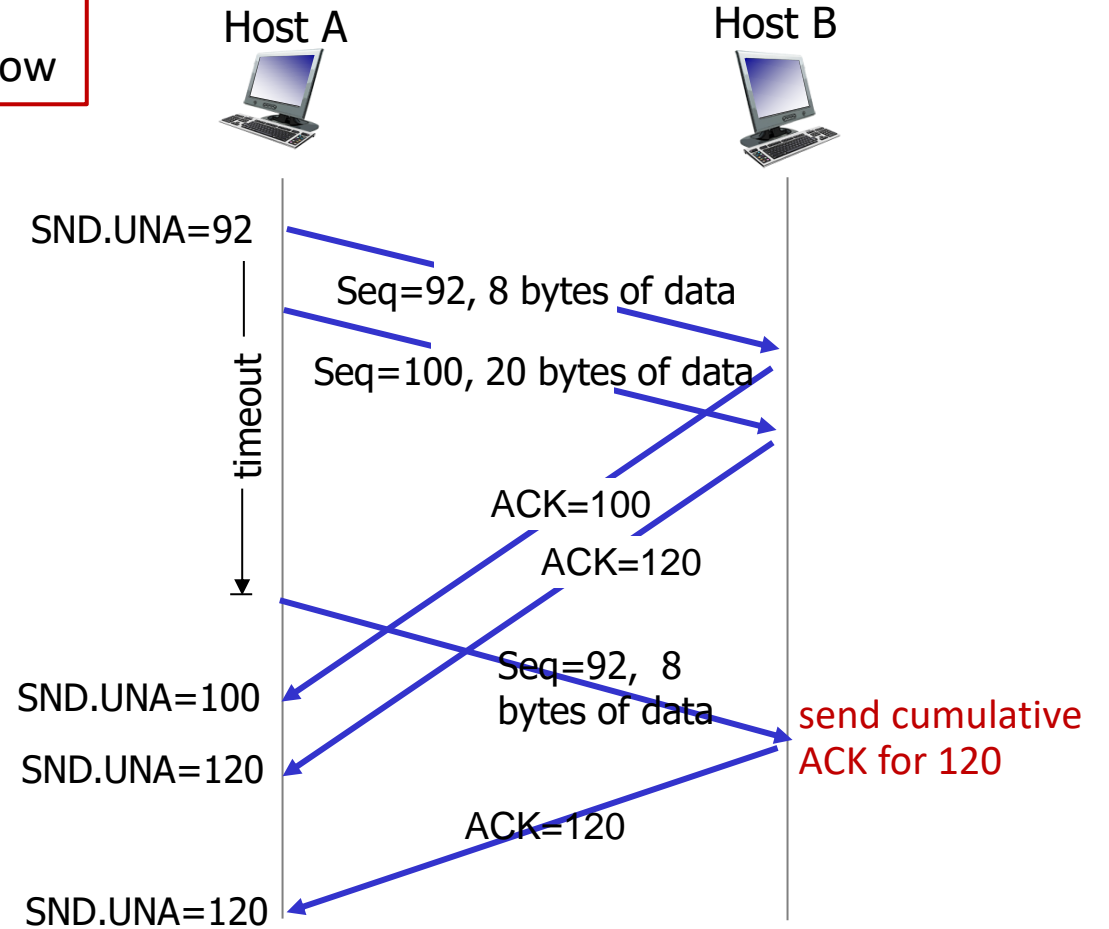 ow
Host A
Host B
SND.UNA=92
Seq=92, 8 bytes of data
timeout
Seq=100, 20 bytes of data
ACK=100
ACK=120
Seq=92, 8
bytes of data
SND.UNA=100
send cumulative
ACK for 120
SND.UNA=120
ACK=120
SND.UNA=120